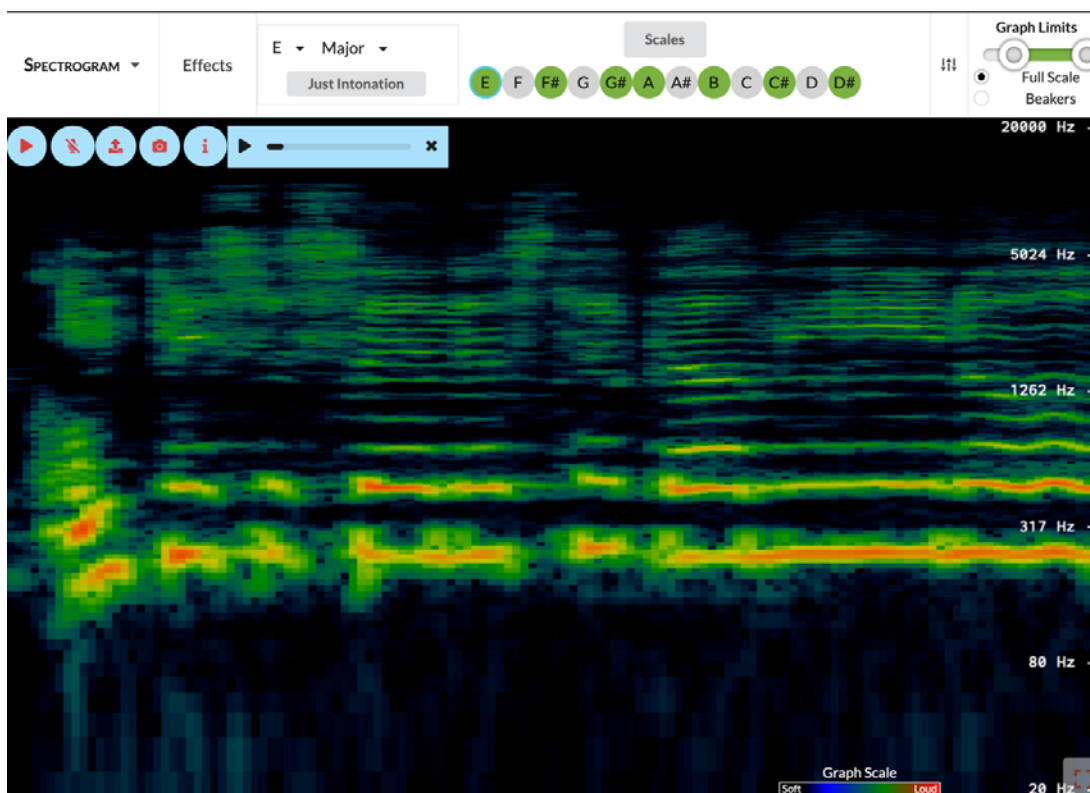 SPECTROGRAM
Effects
E Major
Just Intonation
Scales
E F F# G G# A A# B C C# D D#
Graph Limits
Full Scale
Beakers
20000 Hz
5024 Hz
1262 Hz
317 Hz
80 Hz
20 Hz
Graph Scale
Soft Loud